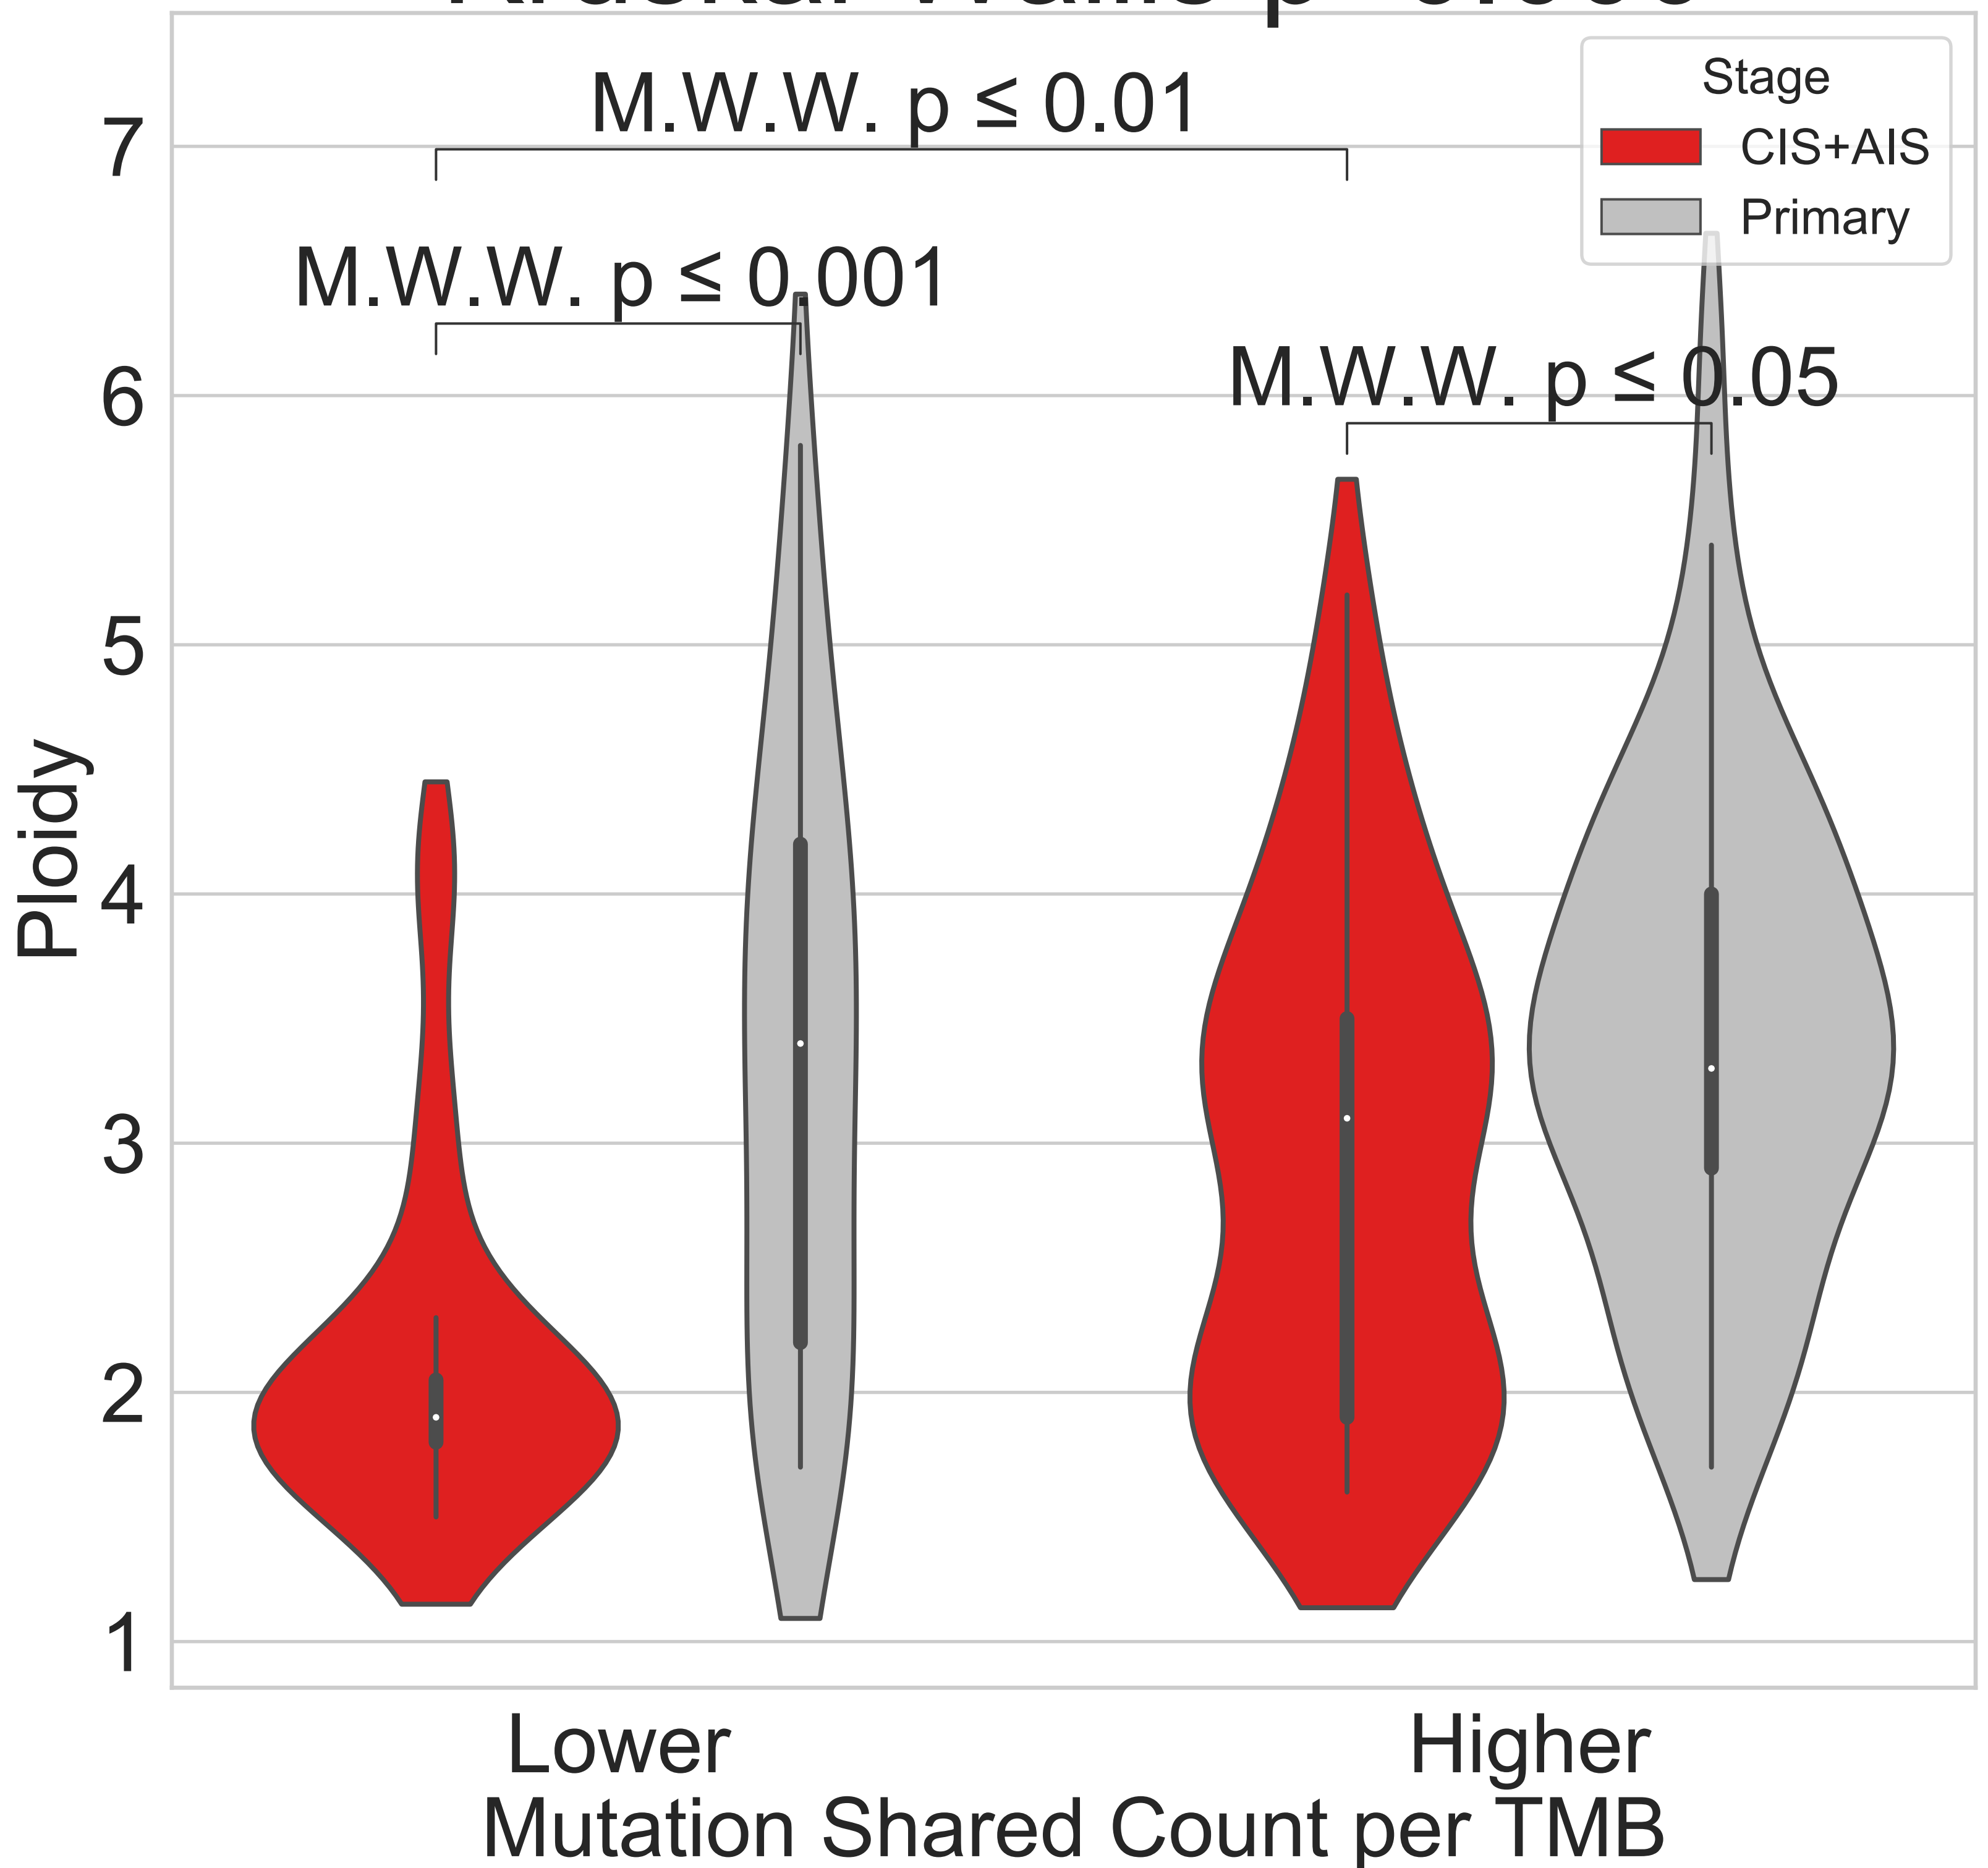 M.W.W. p ≤ 0.01
Stage
CIS+AIS
Primary
M.W.W. p ≤ 0.001
M.W.W. p ≤ 0.05
7
6
5
4
3
2
1
Ploidy
Lower
Higher
Mutation Shared Count per TMB